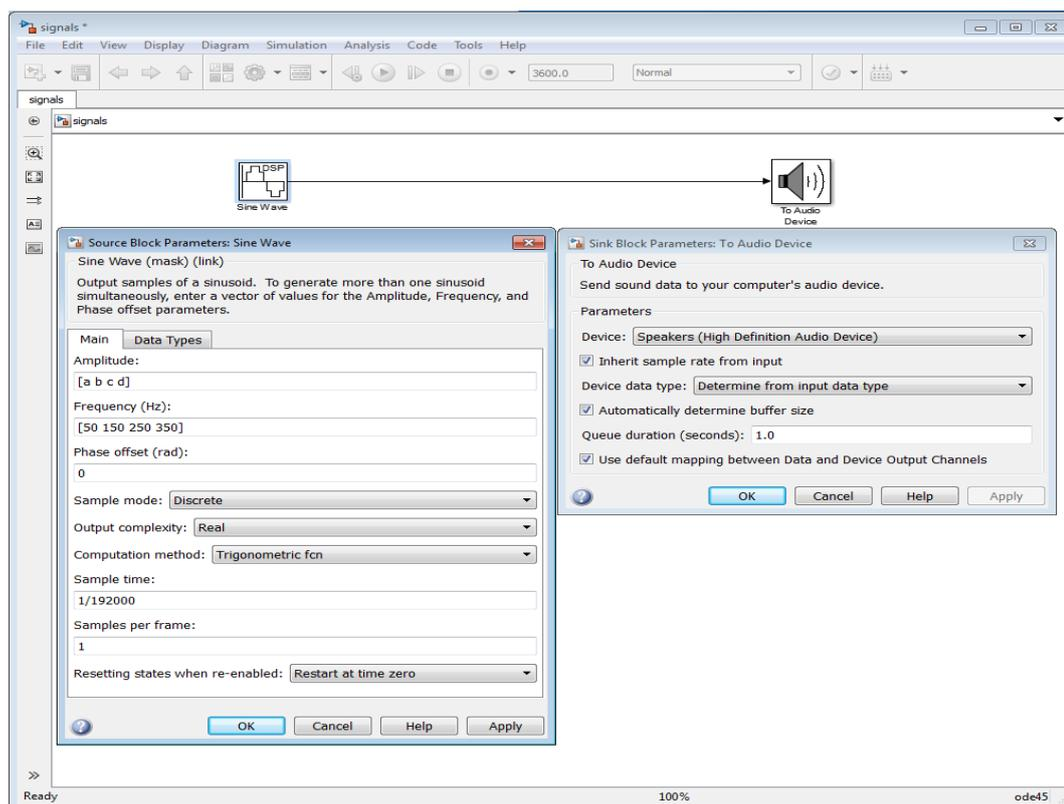 signals *
File Edit View Display Diagram Simulation Analysis Code Tools Help
3600.0 Normal
signals
signals
DSP
Sine Wave
To Audio
Device
Source Block Parameters: Sine Wave
Sine Wave (mask) (link)
Output samples of a sinusoid. To generate more than one sinusoid
simultaneously, enter a vector of values for the Amplitude, Frequency, and
Phase offset parameters.
Main Data Types
Amplitude:
[a b c d]
Frequency (Hz):
[50 150 250 350]
Phase offset (rad):
0
Sample mode: Discrete
Output complexity: Real
Computation method: Trigonometric fcn
Sample time:
1/192000
Samples per frame:
1
Resetting states when re-enabled: Restart at time zero
OK Cancel Help Apply
Sink Block Parameters: To Audio Device
To Audio Device
Send sound data to your computer's audio device.
Parameters
Device: Speakers (High Definition Audio Device)
Inherit sample rate from input
Device data type: Determine from input data type
Automatically determine buffer size
Queue duration (seconds): 1.0
Use default mapping between Data and Device Output Channels
OK Cancel Help Apply
Ready 100% ode45